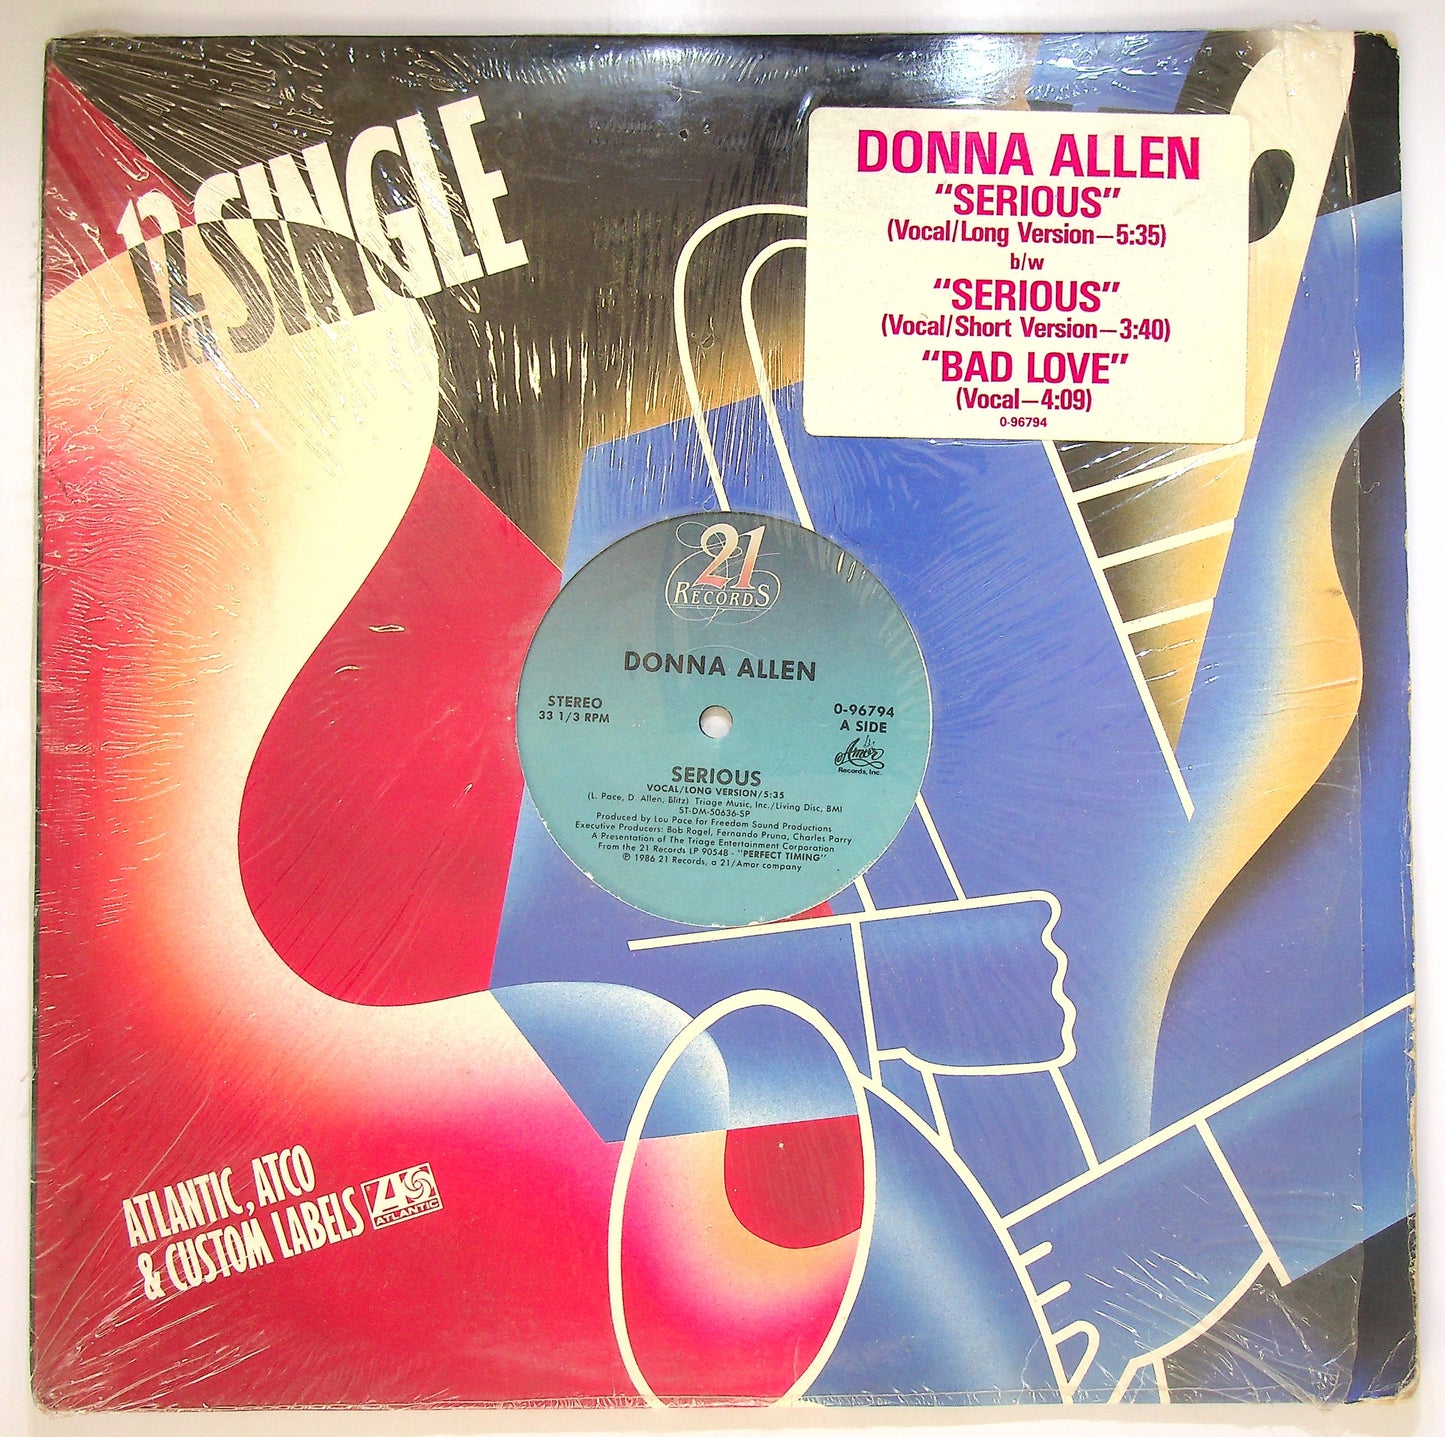 12 INCH SINGLE
DONNA ALLEN
“SERIOUS”
(Vocal/Long Version—5:35)
b/w
“SERIOUS”
(Vocal/Short Version—3:40)
“BAD LOVE”
(Vocal—4:09)
0-96794
21
RECORDS
DONNA ALLEN
STEREO
33 1/3 RPM
0-96794
A SIDE
by
Amor
Records, Inc.
SERIOUS
VOCAL/LONG VERSION/5:35
(L. Pace, D. Allen, Blitz) Triage Music, Inc./Living Disc, BMI
ST-DM-50636-SP
Produced by Lou Pace for Freedom Sound Productions
Executive Producers: Bob Rogel, Fernando Pruna, Charles Parry
A Presentation of The Triage Entertainment Corporation
From the 21 Records LP 90548 - "PERFECT TIMING"
℗ 1986 21 Records, a 21/Amor company
ATLANTIC, ATCO
& CUSTOM LABELS
ATLANTIC